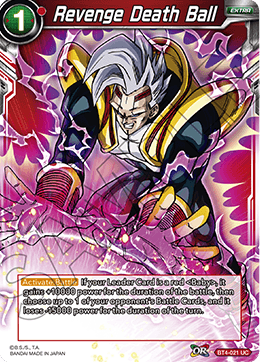 1
Revenge Death Ball
EXTRA
Activate Battle If your Leader Card is a red <Baby>, it
gains +10000 power for the duration of the battle, then
choose up to 1 of your opponent's Battle Cards, and it
loses -15000 power for the duration of the turn.
©B.S./S., T.A.
BANDAI MADE IN JAPAN
BT4-021 UC